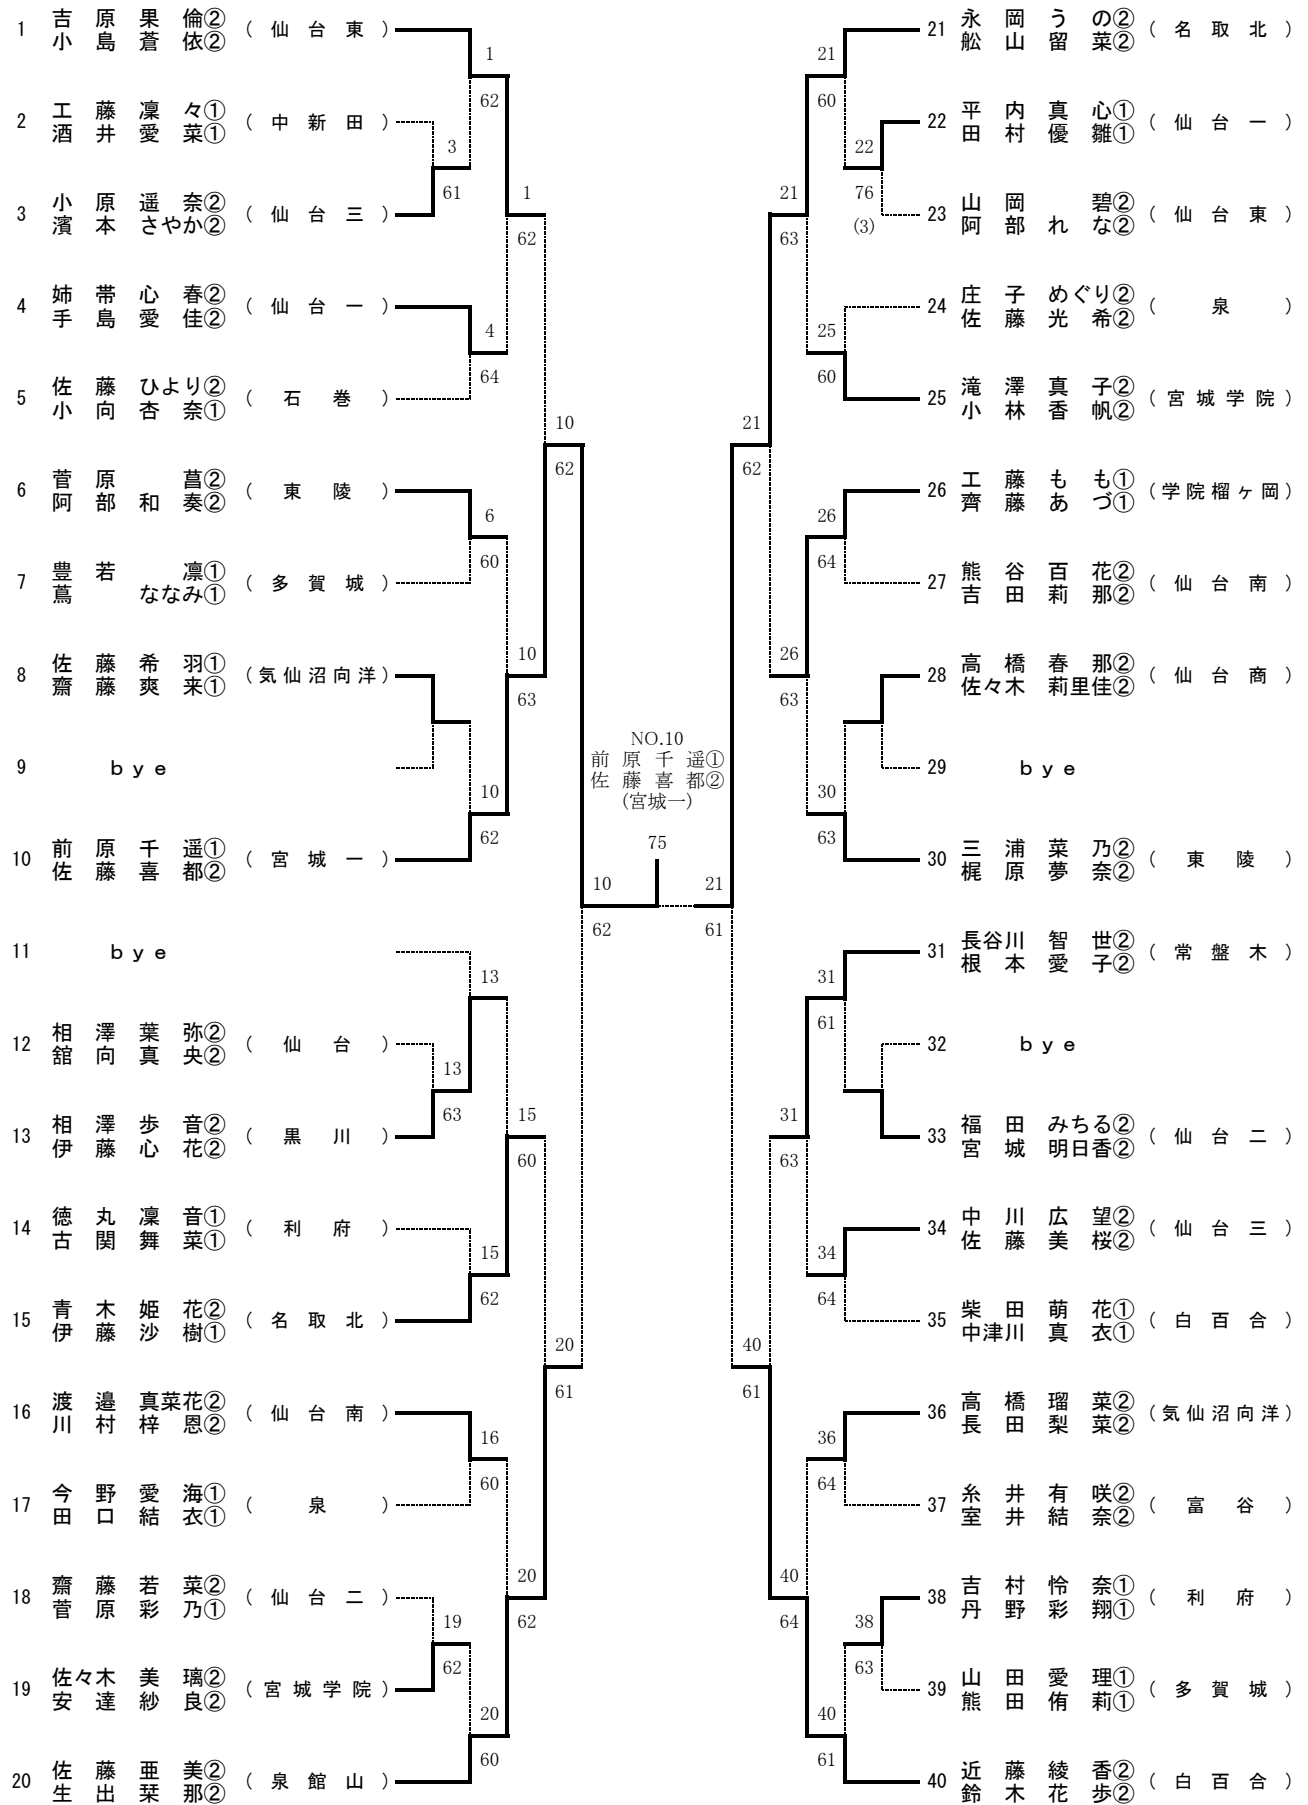 1 吉原果倫② (仙台東)
小島蒼依②
1
62
2 工藤凜々① (中新田)
酒井愛菜①
3
61
3 小原遥奈② (仙台三)
濱本さやか②
1
62
4 姉帯心春② (仙台一)
手島愛佳②
4
64
5 佐藤ひより② (石巻)
小向杏奈①
10
62
6 菅原菖② (東陵)
阿部和奏②
6
60
7 豊若凛① (多賀城)
蔦ななみ①
10
63
8 佐藤希羽① (気仙沼向洋)
齋藤爽来①
9 bye
10
62
10 前原千遥① (宮城一)
佐藤喜都②
NO.10
前原千遥①
佐藤喜都②
(宮城一)
75
10
62
21
61
11 bye
13
12 相澤葉弥② (仙台)
舘向真央②
13
63
13 相澤歩音② (黒川)
伊藤心花②
15
60
14 徳丸凜音① (利府)
古関舞菜①
15
62
15 青木姫花② (名取北)
伊藤沙樹①
20
61
16 渡邉真菜花② (仙台南)
川村梓恩②
16
60
17 今野愛海① (泉)
田口結衣①
20
62
18 齋藤若菜② (仙台二)
菅原彩乃①
19
62
19 佐々木美璃② (宮城学院)
安達紗良②
20
60
20 佐藤亜美② (泉館山)
生出栞那②
21 永岡うの② (名取北)
舩山留菜②
21
60
22 平内真心① (仙台一)
田村優雛①
22
76
(3)
23 山岡碧② (仙台東)
阿部れな②
21
63
24 庄子めぐり② (泉)
佐藤光希②
25
60
25 滝澤真子② (宮城学院)
小林香帆②
21
62
26 工藤もも① (学院榴ヶ岡)
齊藤あづ①
26
64
27 熊谷百花② (仙台南)
吉田莉那②
26
63
28 高橋春那② (仙台商)
佐々木莉里佳②
29 bye
30
63
30 三浦菜乃② (東陵)
梶原夢奈②
31 長谷川智世② (常盤木)
根本愛子②
31
61
32 bye
33 福田みちる② (仙台二)
宮城明日香②
31
63
34 中川広望② (仙台三)
佐藤美桜②
34
64
35 柴田萌花① (白百合)
中津川真衣①
40
61
36 高橋瑠菜② (気仙沼向洋)
長田梨菜②
36
64
37 糸井有咲② (富谷)
室井結奈②
40
64
38 吉村怜奈① (利府)
丹野彩翔①
38
63
39 山田愛理① (多賀城)
熊田侑莉①
40
61
40 近藤綾香② (白百合)
鈴木花歩②